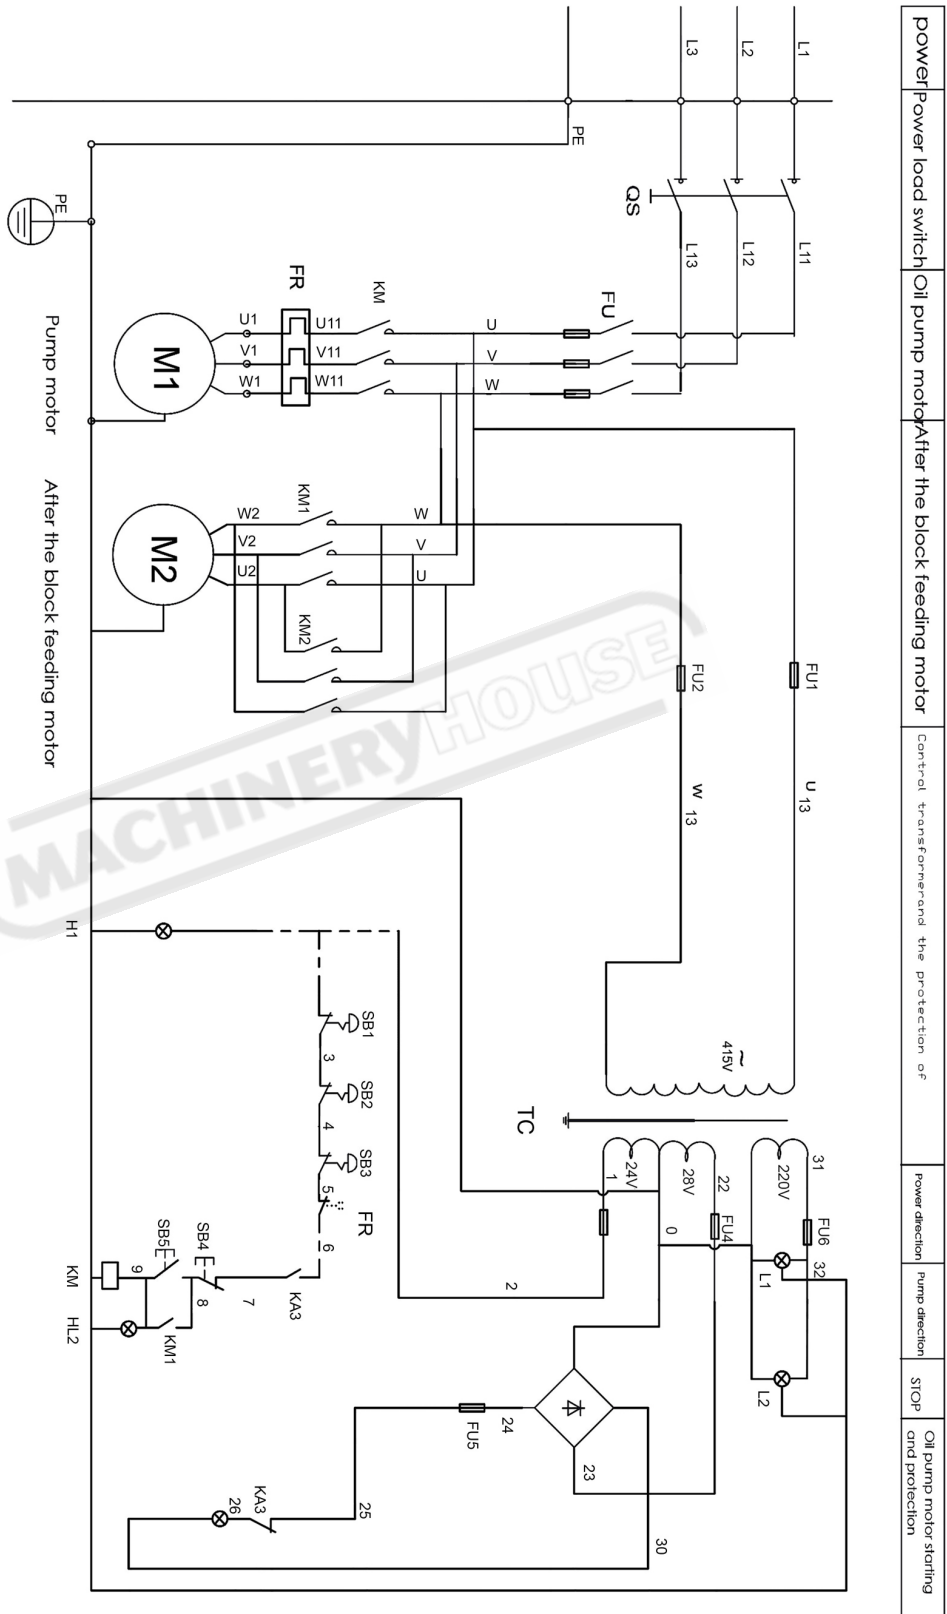 power
Power load switch
Oil pump motor
After the block feeding motor
Control transformerand the protection of
Power direction
Pump direction
STOP
Oil pump motor starting
and protection
L1
L2
L3
PE
PE
QS
L11
L12
L13
FU
U
V
W
KM
FR
U11
V11
W11
U1
V1
W1
M1
Pump motor
KM1
W
V
U
W2
V2
U2
M2
After the block feeding motor
KM2
FU1
FU2
U 13
W 13
MACHINERYHOUSE
~
415V
TC
24V
28V
220V
31
22
1
0
FU6
FU4
32
L1
L2
2
H1
SB1
3
SB2
4
SB3
5
FR
6
KA3
7
SB4
8
SB5
9
KM1
KM
HL2
23
24
FU5
25
KA3
26
30